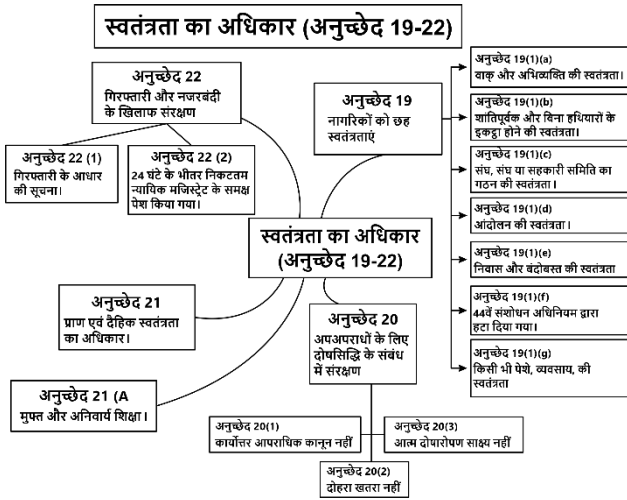 स्वतंत्रता का अधिकार (अनुच्छेद 19-22)
अनुच्छेद 22
गिरफ्तारी और नजरबंदी
के खिलाफ संरक्षण
अनुच्छेद 22 (1)
गिरफ्तारी के आधार
की सूचना।
अनुच्छेद 22 (2)
24 घंटे के भीतर निकटतम
न्यायिक मजिस्ट्रेट के समक्ष
पेश किया गया।
अनुच्छेद 19
नागरिकों को छह
स्वतंत्रताएं
अनुच्छेद 19(1)(a)
वाक् और अभिव्यक्ति की स्वतंत्रता।
अनुच्छेद 19(1)(b)
शांतिपूर्वक और बिना हथियारों के
इकट्ठा होने की स्वतंत्रता।
अनुच्छेद 19(1)(c)
संघ, संघ या सहकारी समिति का
गठन की स्वतंत्रता।
अनुच्छेद 19(1)(d)
आंदोलन की स्वतंत्रता।
अनुच्छेद 19(1)(e)
निवास और बंदोबस्त की स्वतंत्रता
अनुच्छेद 19(1)(f)
44वें संशोधन अधिनियम द्वारा
हटा दिया गया।
अनुच्छेद 19(1)(g)
किसी भी पेशे, व्यवसाय, की
स्वतंत्रता
स्वतंत्रता का अधिकार
(अनुच्छेद 19-22)
अनुच्छेद 21
प्राण एवं दैहिक स्वतंत्रता
का अधिकार।
अनुच्छेद 21 (A
मुफ्त और अनिवार्य शिक्षा।
अनुच्छेद 20
अपअपराधों के लिए
दोषसिद्धि के संबंध
में संरक्षण
अनुच्छेद 20(1)
कार्योत्तर आपराधिक कानून नहीं
अनुच्छेद 20(3)
आत्म दोषारोपण साक्ष्य नहीं
अनुच्छेद 20(2)
दोहरा खतरा नहीं